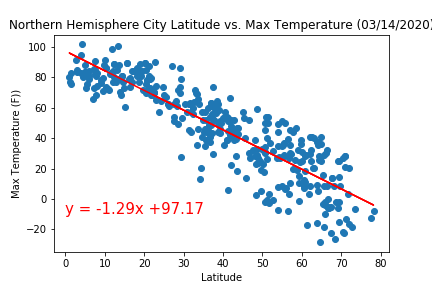 Northern Hemisphere City Latitude vs. Max Temperature (03/14/2020)
Max Temperature (F))
100
80
60
40
20
0
−20
y = -1.29x +97.17
0 10 20 30 40 50 60 70 80
Latitude